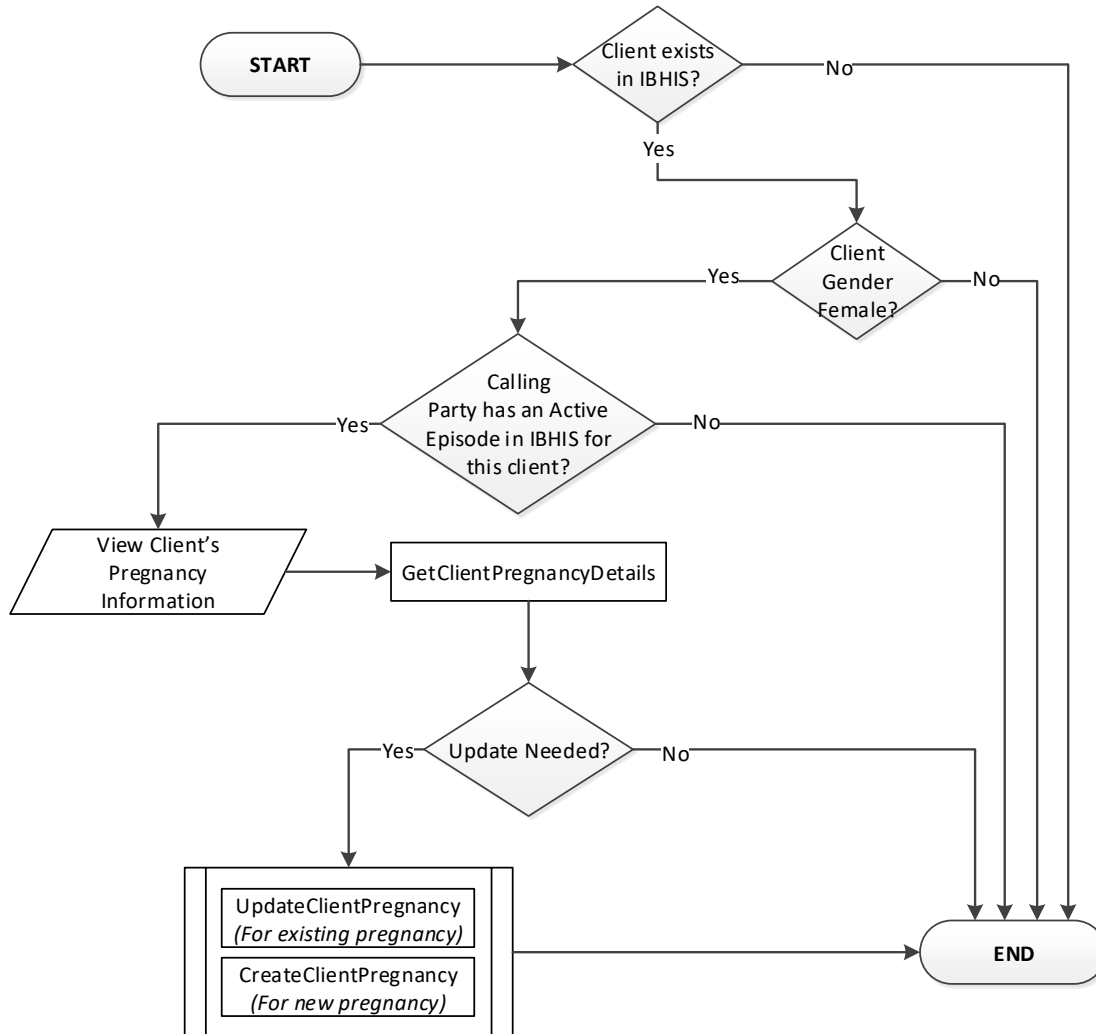 START
Client exists
in IBHIS?
No
Yes
Client
Gender
Female?
Yes
No
Calling
Party has an Active
Episode in IBHIS for
this client?
Yes
No
View Client’s
Pregnancy
Information
GetClientPregnancyDetails
Update Needed?
Yes
No
UpdateClientPregnancy
(For existing pregnancy)
CreateClientPregnancy
(For new pregnancy)
END